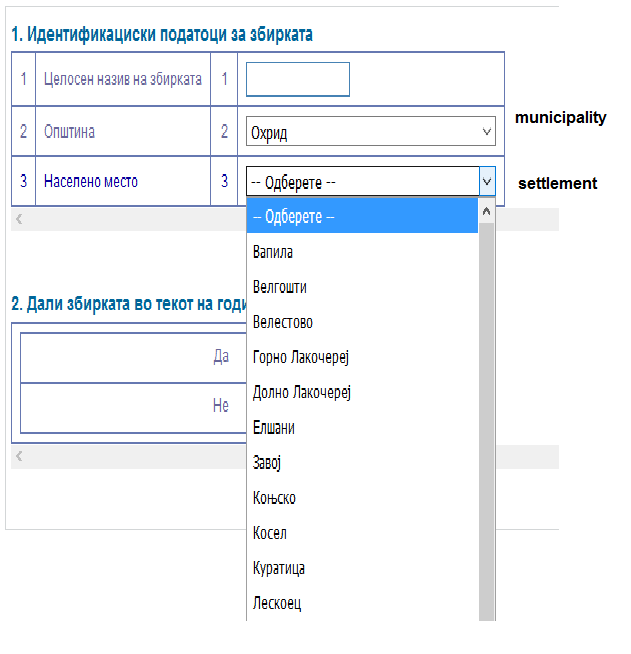 1. Идентификациски податоци за збирката
1 Целосен назив на збирката 1
2 Општина 2 Охрид municipality
3 Населено место 3 -- Одберете -- settlement
-- Одберете --
Вапила
Велгошти
2. Дали збирката во текот на
Велестово
Да Горно Лакочереј
Долно Лакочереј
Не
Елшани
Завој
Коњско
Косел
Куратица
Лескоец